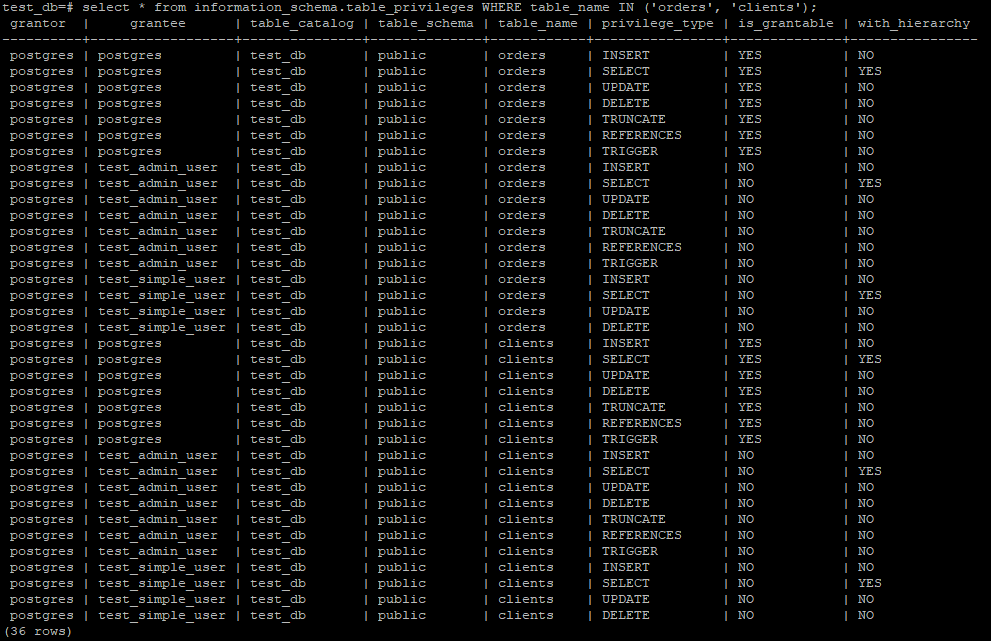 test_db=# select * from information_schema.table_privileges WHERE table_name IN ('orders', 'clients');
 grantor  |     grantee      | table_catalog | table_schema | table_name | privilege_type | is_grantable | with_hierarchy
----------+------------------+---------------+--------------+------------+----------------+--------------+----------------
 postgres | postgres         | test_db       | public       | orders     | INSERT         | YES          | NO
 postgres | postgres         | test_db       | public       | orders     | SELECT         | YES          | YES
 postgres | postgres         | test_db       | public       | orders     | UPDATE         | YES          | NO
 postgres | postgres         | test_db       | public       | orders     | DELETE         | YES          | NO
 postgres | postgres         | test_db       | public       | orders     | TRUNCATE       | YES          | NO
 postgres | postgres         | test_db       | public       | orders     | REFERENCES     | YES          | NO
 postgres | postgres         | test_db       | public       | orders     | TRIGGER        | YES          | NO
 postgres | test_admin_user  | test_db       | public       | orders     | INSERT         | NO           | NO
 postgres | test_admin_user  | test_db       | public       | orders     | SELECT         | NO           | YES
 postgres | test_admin_user  | test_db       | public       | orders     | UPDATE         | NO           | NO
 postgres | test_admin_user  | test_db       | public       | orders     | DELETE         | NO           | NO
 postgres | test_admin_user  | test_db       | public       | orders     | TRUNCATE       | NO           | NO
 postgres | test_admin_user  | test_db       | public       | orders     | REFERENCES     | NO           | NO
 postgres | test_admin_user  | test_db       | public       | orders     | TRIGGER        | NO           | NO
 postgres | test_simple_user | test_db       | public       | orders     | INSERT         | NO           | NO
 postgres | test_simple_user | test_db       | public       | orders     | SELECT         | NO           | YES
 postgres | test_simple_user | test_db       | public       | orders     | UPDATE         | NO           | NO
 postgres | test_simple_user | test_db       | public       | orders     | DELETE         | NO           | NO
 postgres | postgres         | test_db       | public       | clients    | INSERT         | YES          | NO
 postgres | postgres         | test_db       | public       | clients    | SELECT         | YES          | YES
 postgres | postgres         | test_db       | public       | clients    | UPDATE         | YES          | NO
 postgres | postgres         | test_db       | public       | clients    | DELETE         | YES          | NO
 postgres | postgres         | test_db       | public       | clients    | TRUNCATE       | YES          | NO
 postgres | postgres         | test_db       | public       | clients    | REFERENCES     | YES          | NO
 postgres | postgres         | test_db       | public       | clients    | TRIGGER        | YES          | NO
 postgres | test_admin_user  | test_db       | public       | clients    | INSERT         | NO           | NO
 postgres | test_admin_user  | test_db       | public       | clients    | SELECT         | NO           | YES
 postgres | test_admin_user  | test_db       | public       | clients    | UPDATE         | NO           | NO
 postgres | test_admin_user  | test_db       | public       | clients    | DELETE         | NO           | NO
 postgres | test_admin_user  | test_db       | public       | clients    | TRUNCATE       | NO           | NO
 postgres | test_admin_user  | test_db       | public       | clients    | REFERENCES     | NO           | NO
 postgres | test_admin_user  | test_db       | public       | clients    | TRIGGER        | NO           | NO
 postgres | test_simple_user | test_db       | public       | clients    | INSERT         | NO           | NO
 postgres | test_simple_user | test_db       | public       | clients    | SELECT         | NO           | YES
 postgres | test_simple_user | test_db       | public       | clients    | UPDATE         | NO           | NO
 postgres | test_simple_user | test_db       | public       | clients    | DELETE         | NO           | NO
(36 rows)